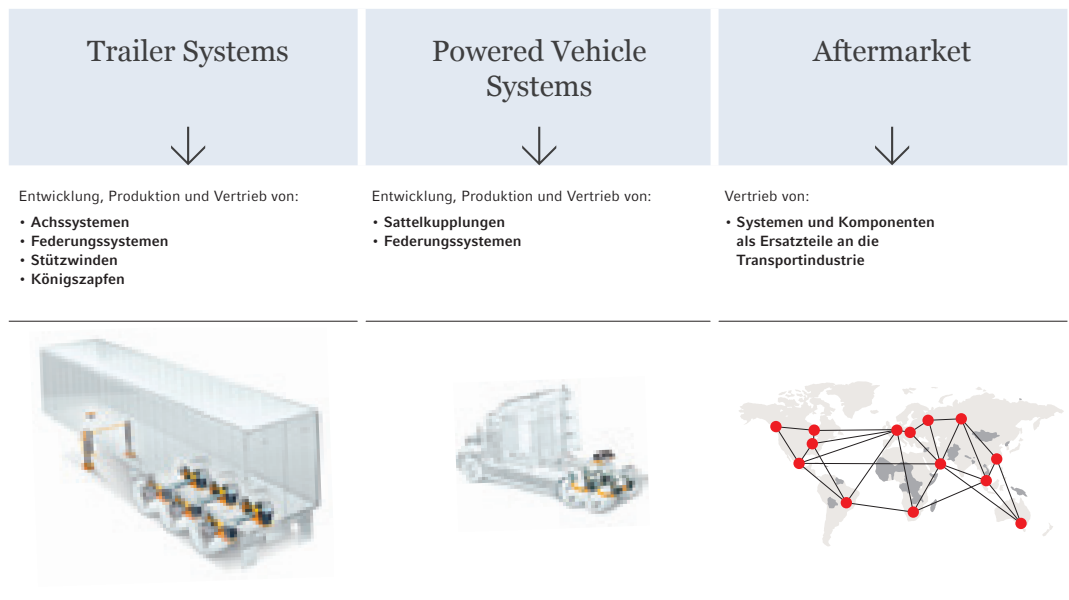 Trailer Systems
Entwicklung, Produktion und Vertrieb von:
• Achssystemen
• Federungssystemen
• Stützwinden
• Königszapfen
Powered Vehicle
Systems
Entwicklung, Produktion und Vertrieb von:
• Sattelkupplungen
• Federungssystemen
Aftermarket
Vertrieb von:
• Systemen und Komponenten
als Ersatzteile an die
Transportindustrie